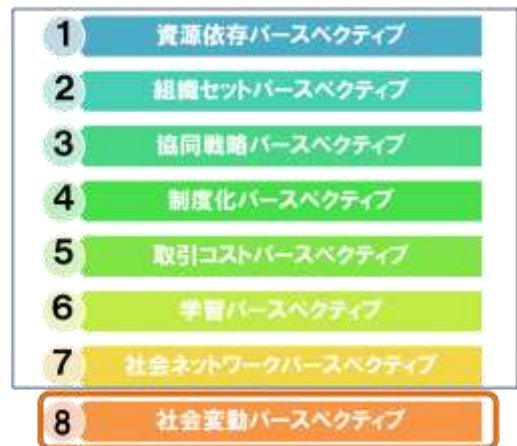 1 資源依存パースペクティブ
2 組織セットパースペクティブ
3 協同戦略パースペクティブ
4 制度化パースペクティブ
5 取引コストパースペクティブ
6 学習パースペクティブ
7 社会ネットワークパースペクティブ
8 社会変動パースペクティブ